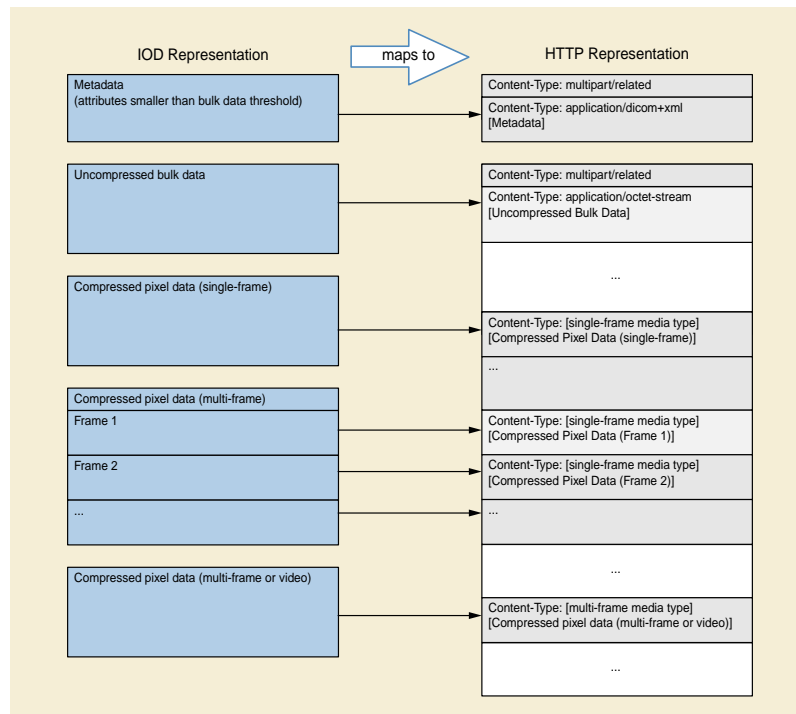 IOD Representation
maps to
HTTP Representation
Metadata
(attributes smaller than bulk data threshold)
Content-Type: multipart/related
Content-Type: application/dicom+xml
[Metadata]
Uncompressed bulk data
Content-Type: multipart/related
Content-Type: application/octet-stream
[Uncompressed Bulk Data]
...
Compressed pixel data (single-frame)
Content-Type: [single-frame media type]
[Compressed Pixel Data (single-frame)]
...
Compressed pixel data (multi-frame)
Frame 1
Content-Type: [single-frame media type]
[Compressed Pixel Data (Frame 1)]
Frame 2
Content-Type: [single-frame media type]
[Compressed Pixel Data (Frame 2)]
...
...
...
Compressed pixel data (multi-frame or video)
Content-Type: [multi-frame media type]
[Compressed pixel data (multi-frame or video)]
...